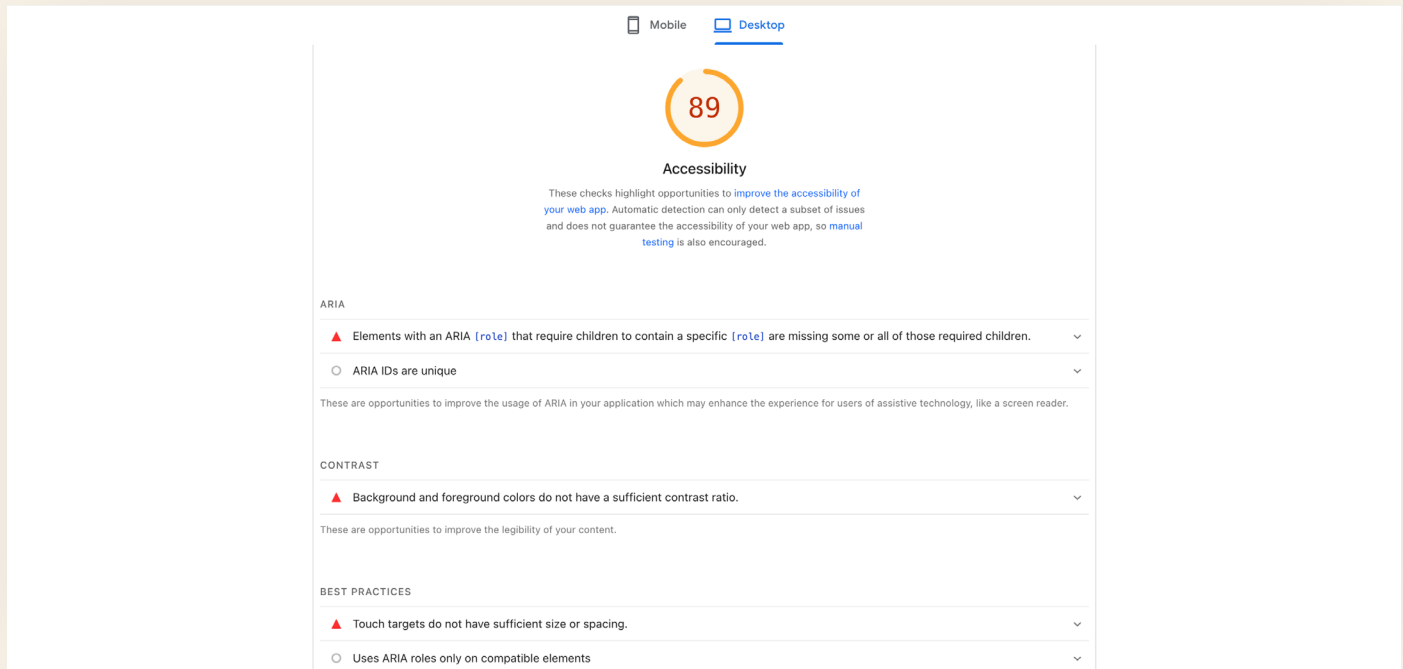 Mobile
Desktop
89
Accessibility
These checks highlight opportunities to improve the accessibility of
your web app. Automatic detection can only detect a subset of issues
and does not guarantee the accessibility of your web app, so manual
testing is also encouraged.
ARIA
Elements with an ARIA [role] that require children to contain a specific [role] are missing some or all of those required children.
ARIA IDs are unique
These are opportunities to improve the usage of ARIA in your application which may enhance the experience for users of assistive technology, like a screen reader.
CONTRAST
Background and foreground colors do not have a sufficient contrast ratio.
These are opportunities to improve the legibility of your content.
BEST PRACTICES
Touch targets do not have sufficient size or spacing.
Uses ARIA roles only on compatible elements